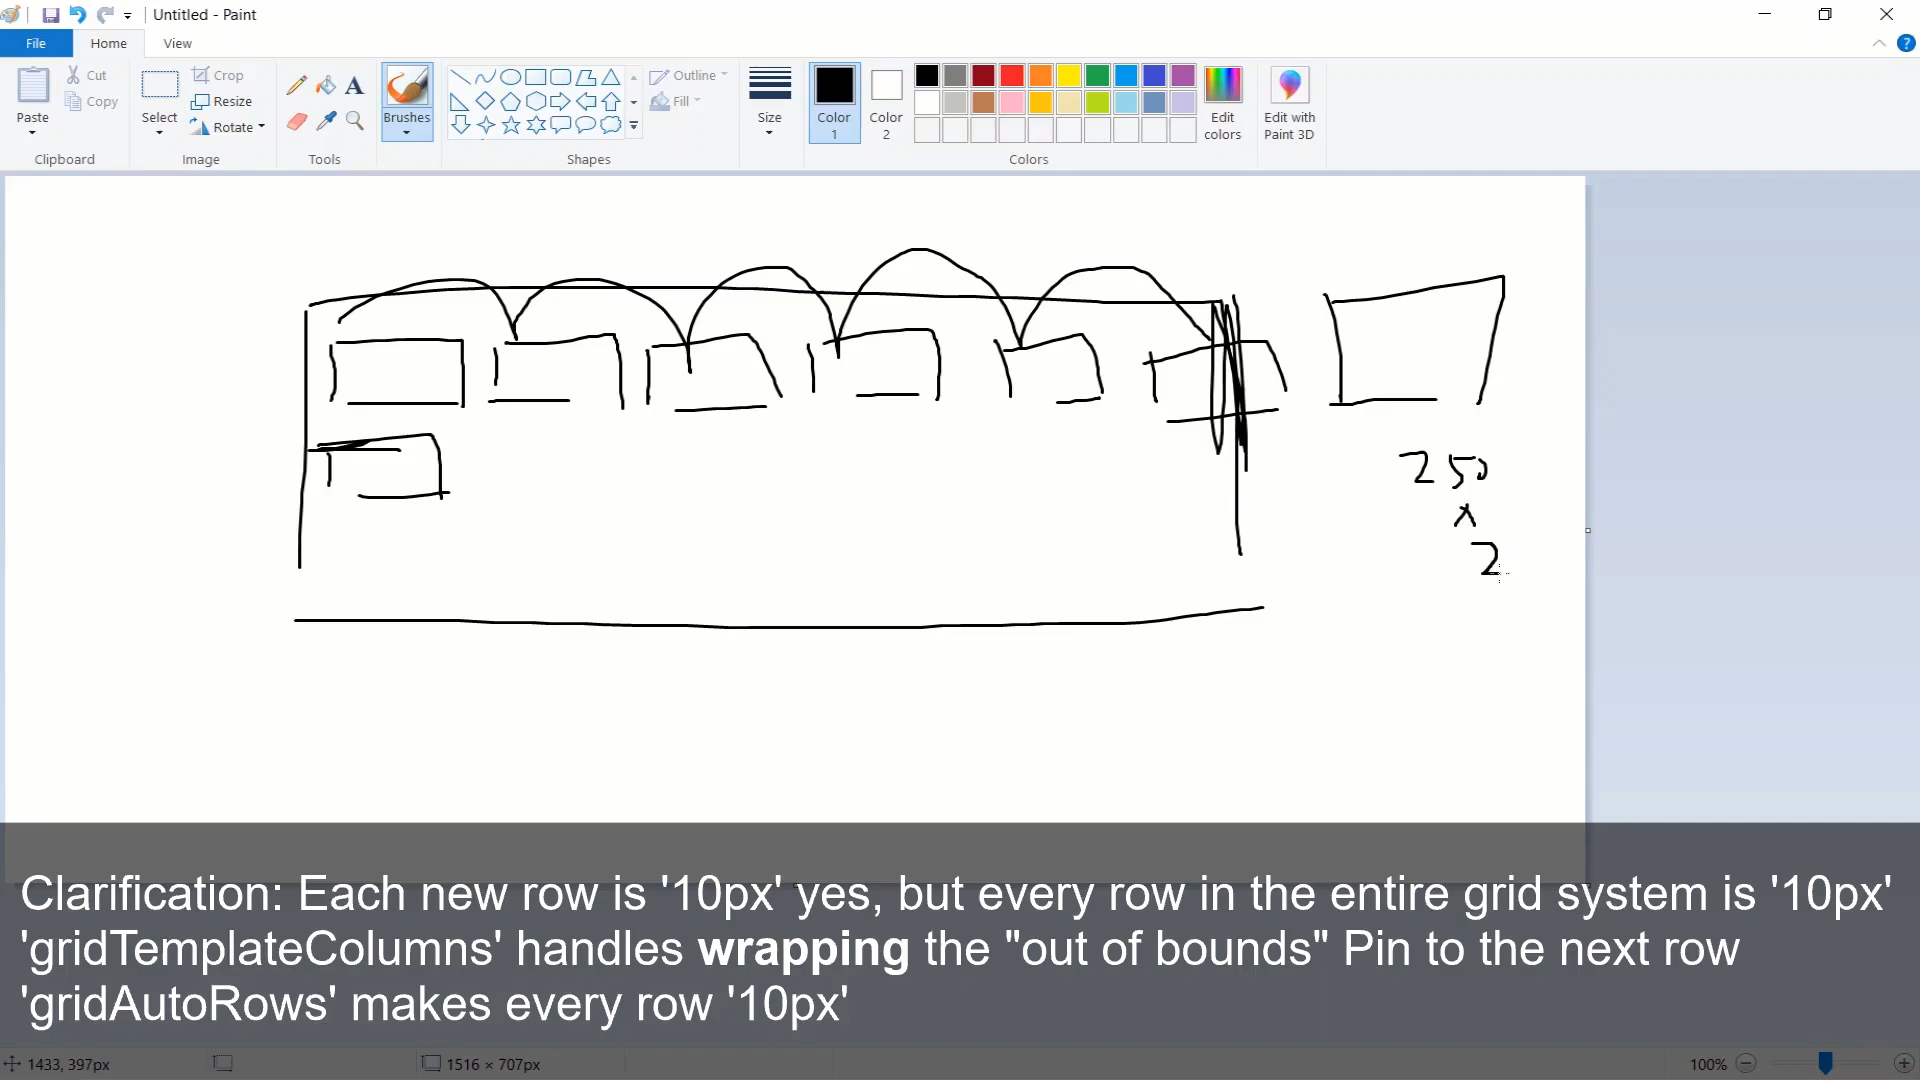 Untitled - Paint
File
Home
View
Paste
Cut
Copy
Clipboard
Select
Crop
Resize
Rotate
Image
Tools
Brushes
Shapes
Outline
Fill
Size
Color
1
Color
2
Colors
Edit
colors
Edit with
Paint 3D
250
x
2
Clarification: Each new row is '10px' yes, but every row in the entire grid system is '10px'
'gridTemplateColumns' handles wrapping the "out of bounds" Pin to the next row
'gridAutoRows' makes every row '10px'
1433, 397px
1516 × 707px
100%